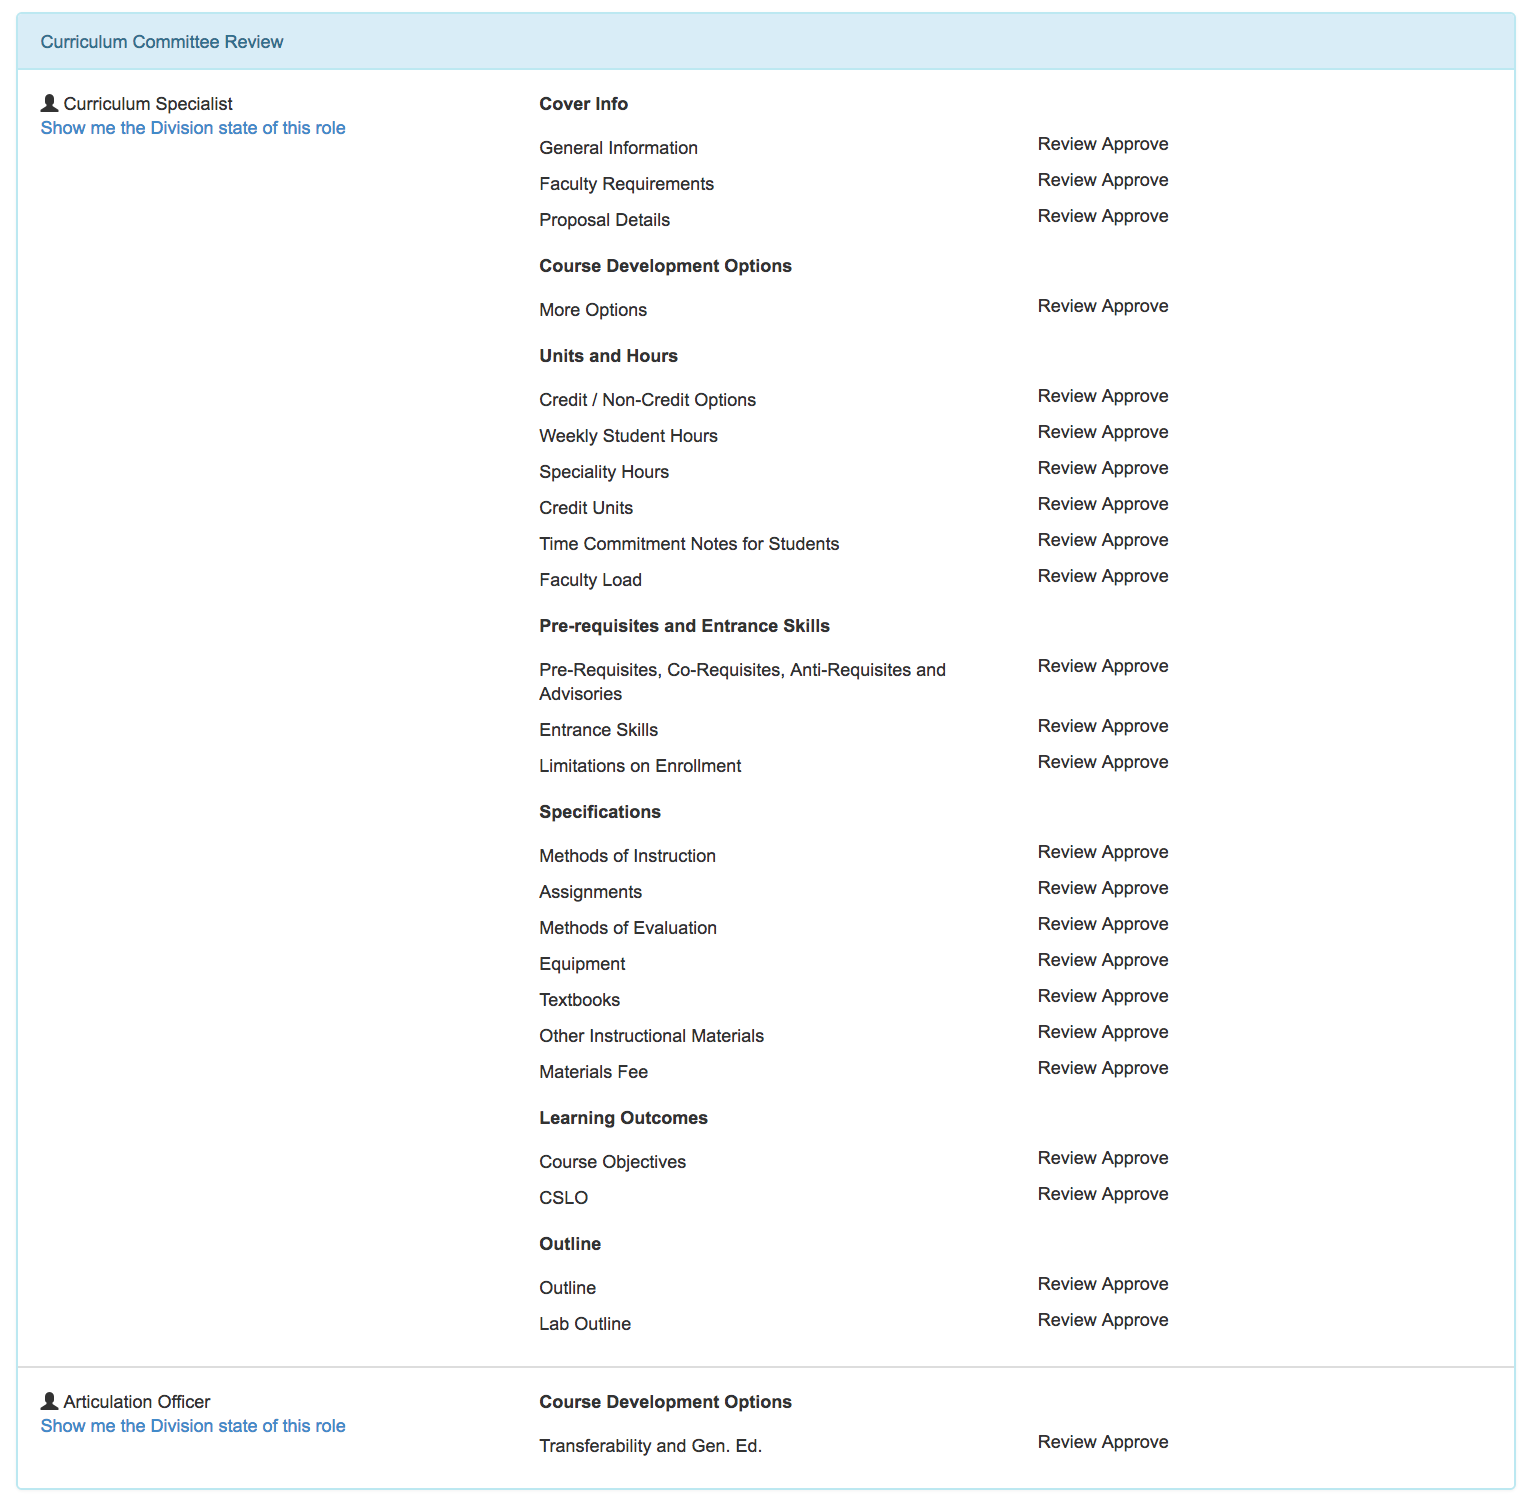 Curriculum Committee Review
Curriculum Specialist
Show me the Division state of this role
Cover Info
General Information Review Approve
Faculty Requirements Review Approve
Proposal Details Review Approve
Course Development Options
More Options Review Approve
Units and Hours
Credit / Non-Credit Options Review Approve
Weekly Student Hours Review Approve
Speciality Hours Review Approve
Credit Units Review Approve
Time Commitment Notes for Students Review Approve
Faculty Load Review Approve
Pre-requisites and Entrance Skills
Pre-Requisites, Co-Requisites, Anti-Requisites and Review Approve
Advisories
Entrance Skills Review Approve
Limitations on Enrollment Review Approve
Specifications
Methods of Instruction Review Approve
Assignments Review Approve
Methods of Evaluation Review Approve
Equipment Review Approve
Textbooks Review Approve
Other Instructional Materials Review Approve
Materials Fee Review Approve
Learning Outcomes
Course Objectives Review Approve
CSLO Review Approve
Outline
Outline Review Approve
Lab Outline Review Approve
Articulation Officer
Show me the Division state of this role
Course Development Options
Transferability and Gen. Ed. Review Approve